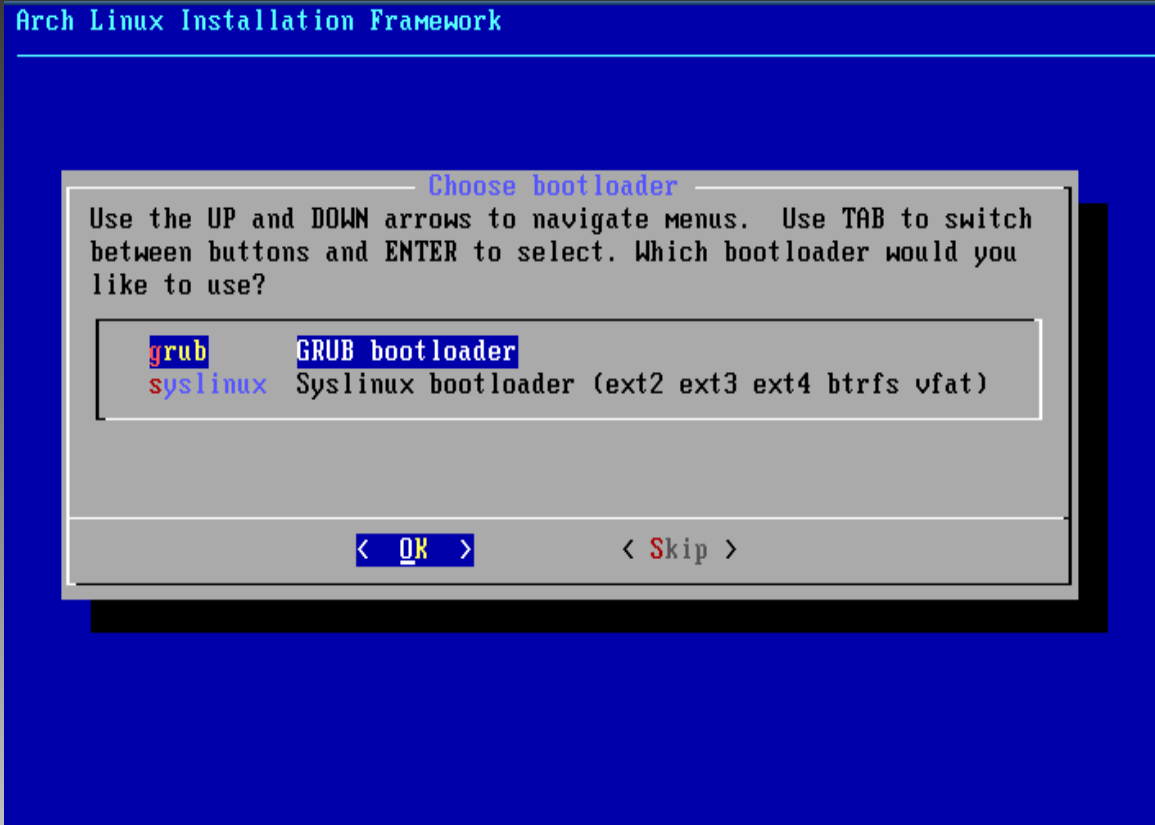 Arch Linux Installation Framework
Choose bootloader
Use the UP and DOWN arrows to navigate menus.  Use TAB to switch
between buttons and ENTER to select. Which bootloader would you
like to use?
grub      GRUB bootloader
syslinux  Syslinux bootloader (ext2 ext3 ext4 btrfs vfat)
<  OK  >          < Skip >